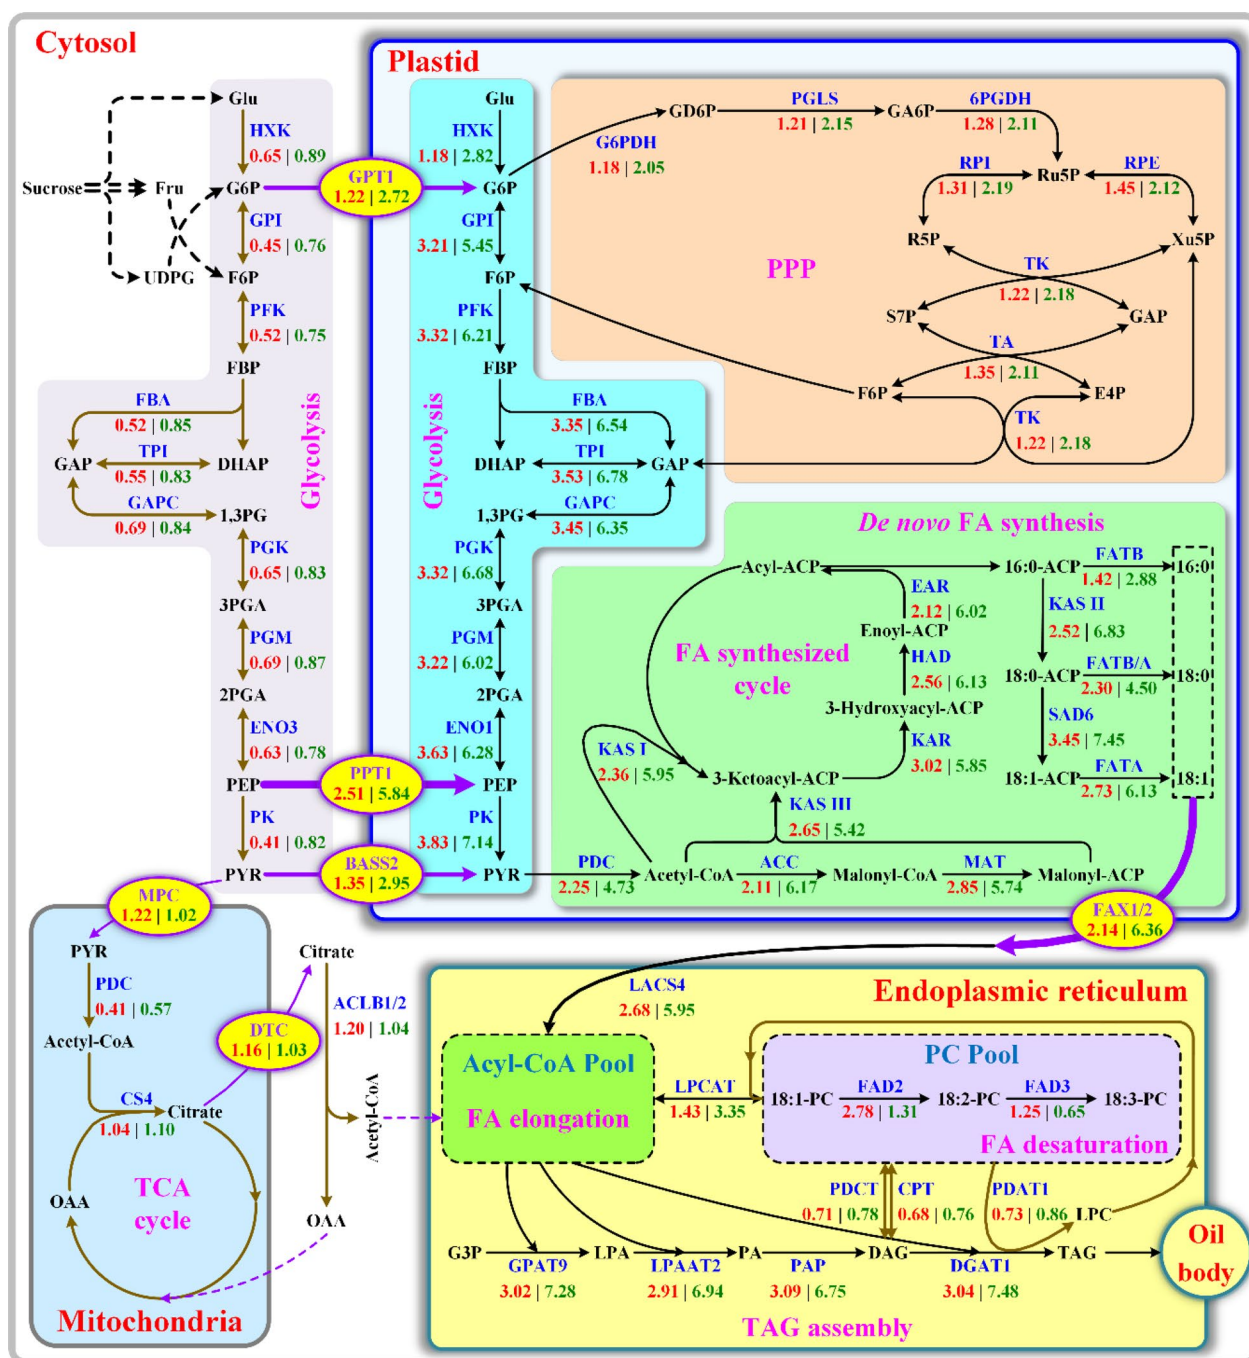 Cytosol
Glu
HXK
0.65 | 0.89
Sucrose
Fru
G6P
GPI
0.45 | 0.76
UDPG
F6P
PFK
0.52 | 0.75
FBP
FBA
0.52 | 0.85
GAP
TPI
0.55 | 0.83
DHAP
GAPC
0.69 | 0.84
1,3PG
Glycolysis
PGK
0.65 | 0.83
3PGA
PGM
0.69 | 0.87
2PGA
ENO3
0.63 | 0.78
PEP
PK
0.41 | 0.82
PYR
GPT1
1.22 | 2.72
PPT1
2.51 | 5.84
BASS2
1.35 | 2.95
Plastid
Glu
HXK
1.18 | 2.82
G6P
GPI
3.21 | 5.45
F6P
PFK
3.32 | 6.21
FBP
FBA
3.35 | 6.54
DHAP
TPI
3.53 | 6.78
GAP
GAPC
3.45 | 6.35
1,3PG
Glycolysis
PGK
3.32 | 6.68
3PGA
PGM
3.22 | 6.02
2PGA
ENO1
3.63 | 6.28
PEP
PK
3.83 | 7.14
PYR
G6PDH
1.18 | 2.05
GD6P
PGLS
1.21 | 2.15
GA6P
6PGDH
1.28 | 2.11
RPI
1.31 | 2.19
Ru5P
RPE
1.45 | 2.12
R5P
Xu5P
PPP
TK
1.22 | 2.18
S7P
GAP
TA
1.35 | 2.11
F6P
E4P
TK
1.22 | 2.18
De novo FA synthesis
Acyl-ACP
16:0-ACP
FATB
1.42 | 2.88
16:0
EAR
2.12 | 6.02
KAS II
2.52 | 6.83
Enoyl-ACP
FA synthesized
cycle
HAD
2.56 | 6.13
18:0-ACP
FATB/A
2.30 | 4.50
18:0
3-Hydroxyacyl-ACP
SAD6
3.45 | 7.45
KAS I
2.36 | 5.95
KAR
3.02 | 5.85
3-Ketoacyl-ACP
18:1-ACP
FATA
2.73 | 6.13
18:1
KAS III
2.65 | 5.42
PDC
2.25 | 4.73
Acetyl-CoA
ACC
2.11 | 6.17
Malonyl-CoA
MAT
2.85 | 5.74
Malonyl-ACP
FAX1/2
2.14 | 6.36
MPC
1.22 | 1.02
PYR
PDC
0.41 | 0.57
Acetyl-CoA
CS4
1.04 | 1.10
Citrate
OAA
TCA
cycle
Mitochondria
DTC
1.16 | 1.03
Citrate
ACLB1/2
1.20 | 1.04
Acetyl-CoA
OAA
Endoplasmic reticulum
LACS4
2.68 | 5.95
Acyl-CoA Pool
FA elongation
LPCAT
1.43 | 3.35
PC Pool
18:1-PC
FAD2
2.78 | 1.31
18:2-PC
FAD3
1.25 | 0.65
18:3-PC
FA desaturation
PDCT
0.71 | 0.78
CPT
0.68 | 0.76
PDAT1
0.73 | 0.86
LPC
G3P
GPAT9
3.02 | 7.28
LPA
LPAAT2
2.91 | 6.94
PA
PAP
3.09 | 6.75
DAG
DGAT1
3.04 | 7.48
TAG
Oil
body
TAG assembly